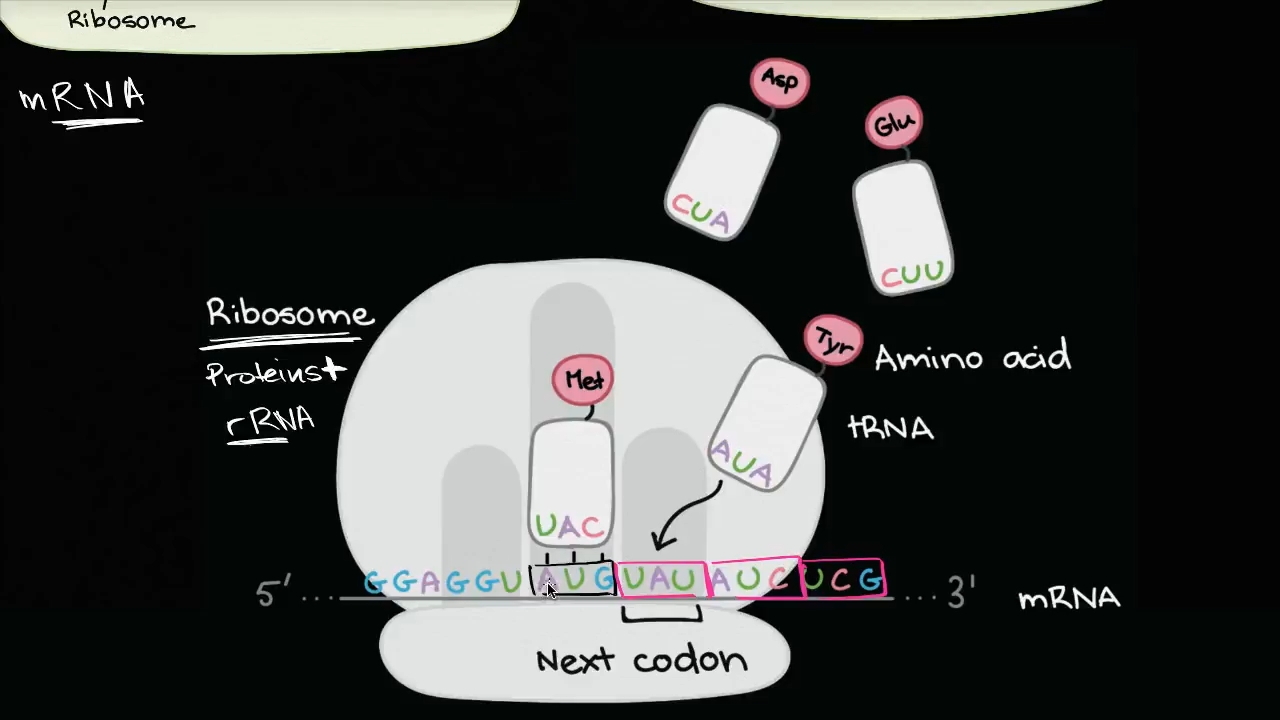 Ribosome
mRNA
Asp
Glu
CUA
CUU
Ribosome
Proteins+
rRNA
Met
Tyr
Amino acid
tRNA
AUA
UAC
5' ... GGAGGU AUG UAU AUC UCG ... 3'
mRNA
Next codon